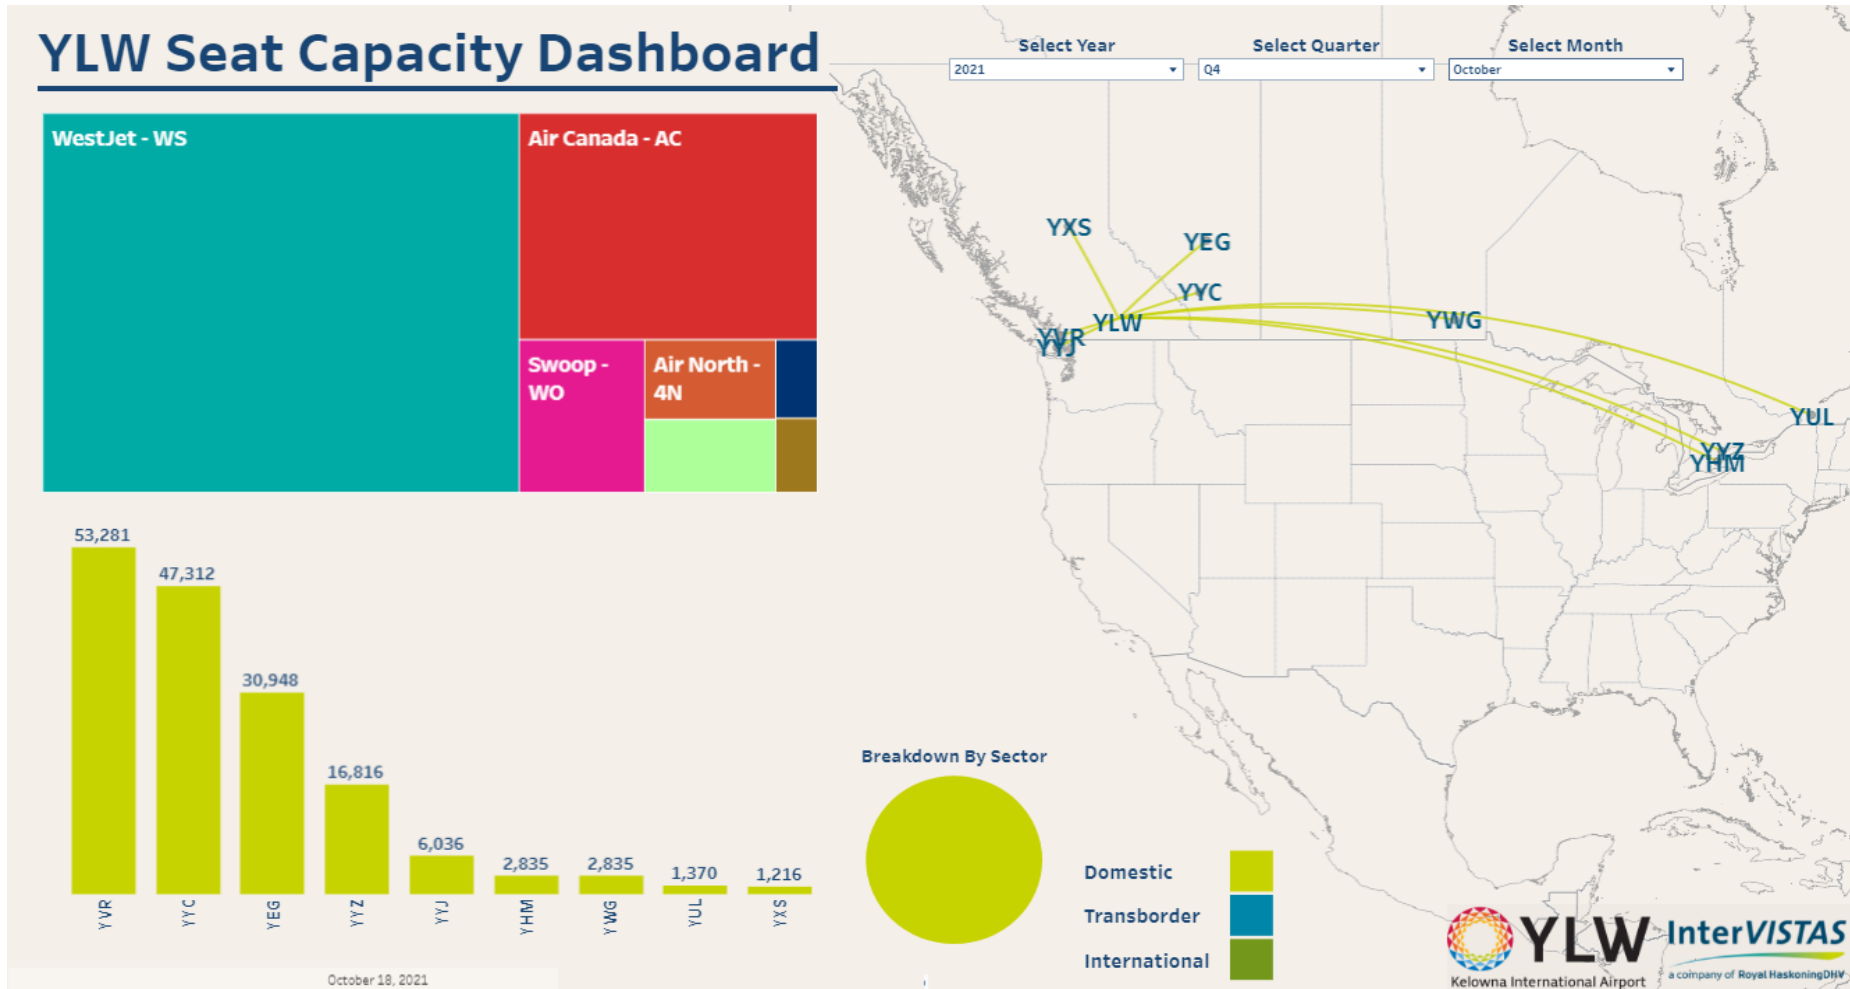 YLW Seat Capacity Dashboard
Select Year
Select Quarter
Select Month
2021
Q4
October
WestJet - WS
Air Canada - AC
Swoop -
WO
Air North -
4N
YXS
YEG
YYC
YLW
YVR
YYJ
YWG
YUL
YYZ
YHM
53,281
47,312
30,948
16,816
6,036
2,835
2,835
1,370
1,216
YVR
YYC
YEG
YYZ
YYJ
YHM
YWG
YUL
YXS
October 18, 2021
Breakdown By Sector
Domestic
Transborder
International
YLW
Kelowna International Airport
InterVISTAS
a company of Royal HaskoningDHV